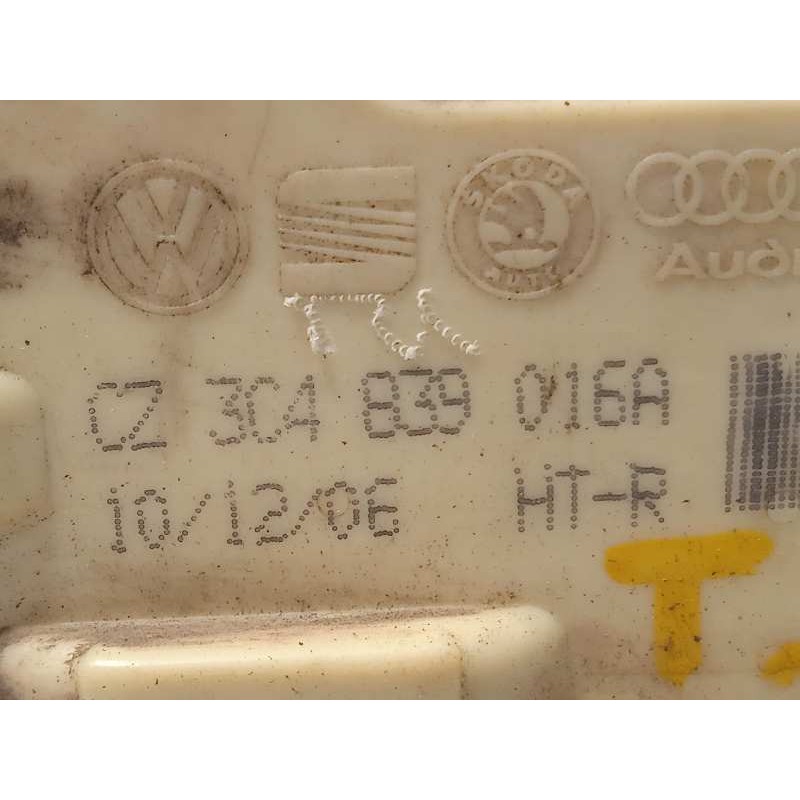 SKODA
AUTO
Audi
CZ 3C4 839 016A
10/12/06 HT-R
T.